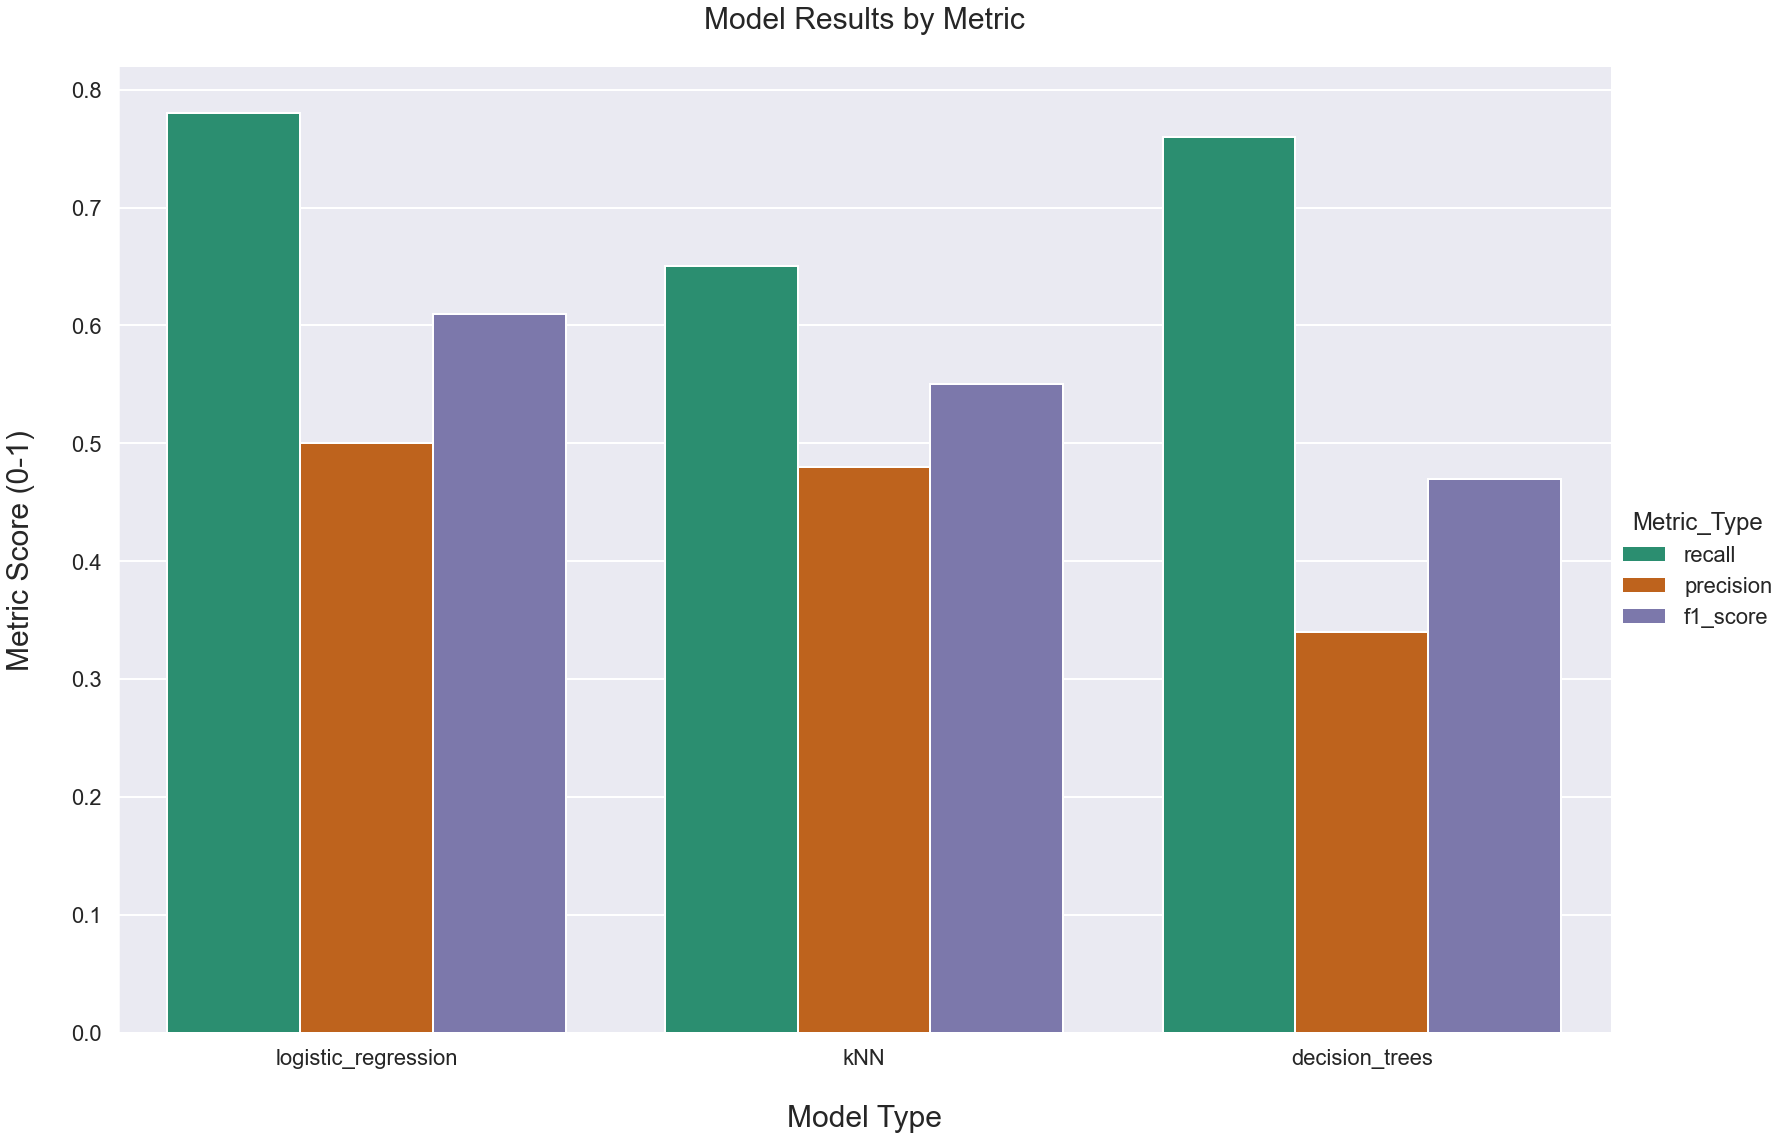 Model Results by Metric
0.8
0.7
0.6
0.5
0.4
0.3
0.2
0.1
0.0
Metric Score (0-1)
logistic_regression
kNN
decision_trees
Model Type
Metric_Type
recall
precision
f1_score